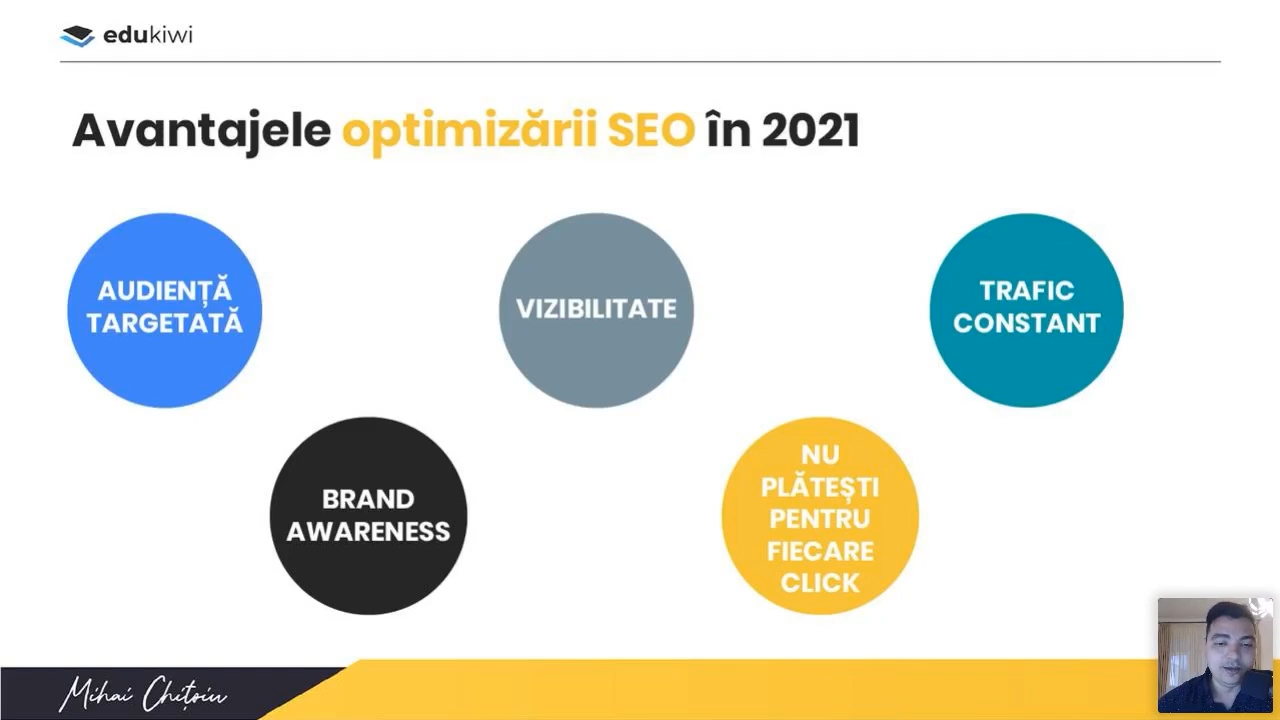 edukiwi
Avantajele optimizării SEO în 2021
AUDIENȚĂ
TARGETATĂ
VIZIBILITATE
TRAFIC
CONSTANT
BRAND
AWARENESS
NU
PLĂTEȘTI
PENTRU
FIECARE
CLICK
Mihai Chițoiu